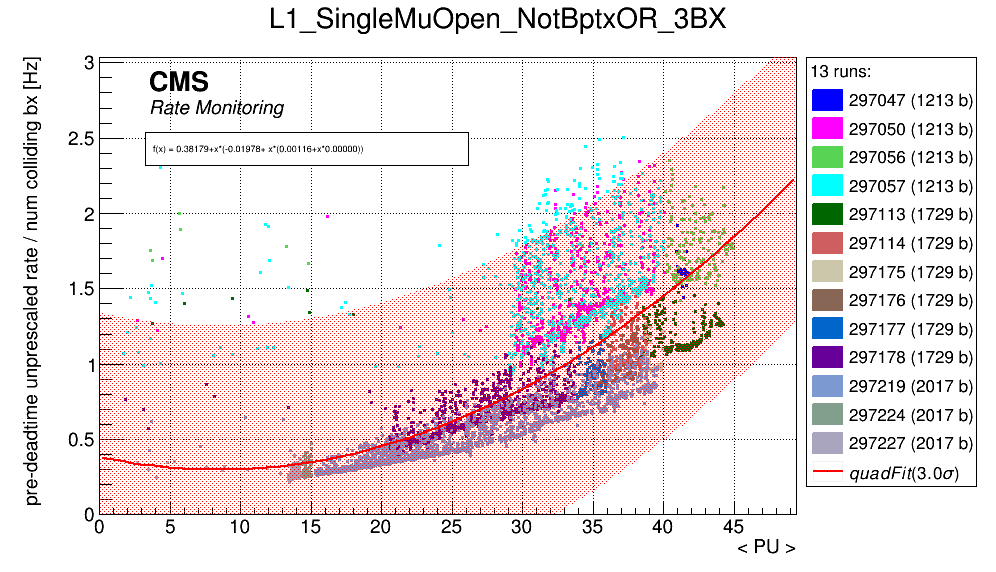 L1_SingleMuOpen_NotBptxOR_3BX
pre-deadtime unprescaled rate / num colliding bx [Hz]
3
2.5
2
1.5
1
0.5
0
CMS
Rate Monitoring
f(x) = 0.38179+x*(-0.01978+ x*(0.00116+x*0.00000))
0 5 10 15 20 25 30 35 40 45
< PU >
13 runs:
297047 (1213 b)
297050 (1213 b)
297056 (1213 b)
297057 (1213 b)
297113 (1729 b)
297114 (1729 b)
297175 (1729 b)
297176 (1729 b)
297177 (1729 b)
297178 (1729 b)
297219 (2017 b)
297224 (2017 b)
297227 (2017 b)
quadFit(3.0σ)